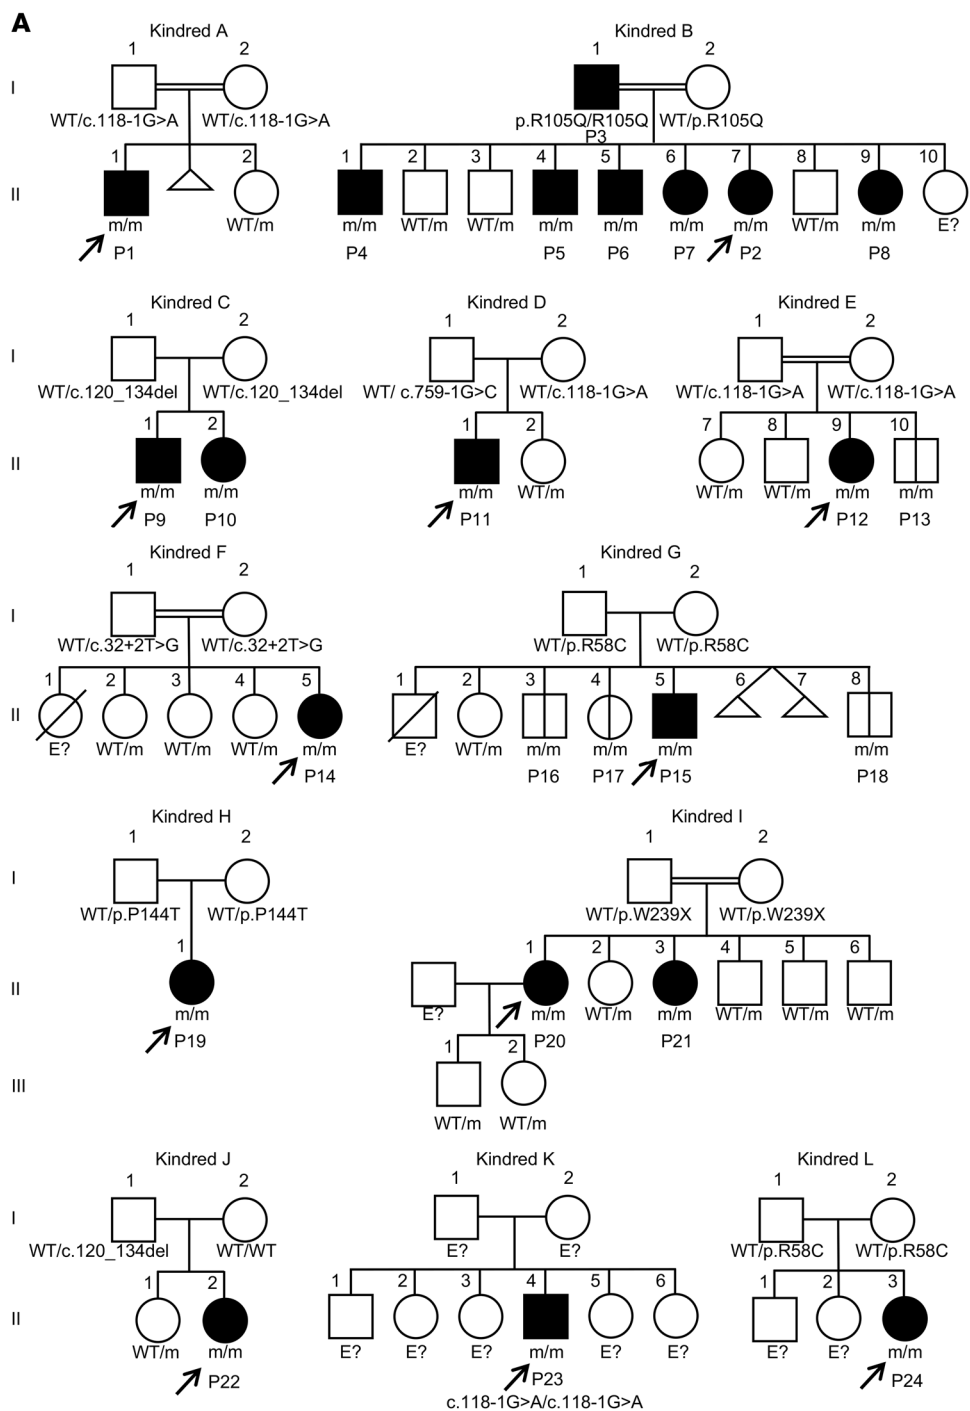 A
Kindred A Kindred B
1 2 1 2
I
WT/c.118-1G>A WT/c.118-1G>A p.R105Q/R105Q WT/p.R105Q
P3
1 2 1 2 3 4 5 6 7 8 9 10
II
m/m WT/m m/m WT/m WT/m m/m m/m m/m m/m WT/m m/m E?
P1 P4 P5 P6 P7 P2 P8
Kindred C Kindred D Kindred E
1 2 1 2 1 2
I
WT/c.120_134del WT/c.120_134del WT/ c.759-1G>C WT/c.118-1G>A WT/c.118-1G>A WT/c.118-1G>A
1 2 1 2 7 8 9 10
II
m/m m/m m/m WT/m WT/m WT/m m/m m/m
P9 P10 P11 P12 P13
Kindred F Kindred G
1 2 1 2
I
WT/c.32+2T>G WT/c.32+2T>G WT/p.R58C WT/p.R58C
1 2 3 4 5 1 2 3 4 5 6 7 8
II
E? WT/m WT/m WT/m m/m E? WT/m m/m m/m m/m m/m
P14 P16 P17 P15 P18
Kindred H Kindred I
1 2 1 2
I
WT/p.P144T WT/p.P144T WT/p.W239X WT/p.W239X
1 1 2 3 4 5 6
II
m/m E? m/m WT/m m/m WT/m WT/m WT/m
P19 P20 P21
1 2
III
WT/m WT/m
Kindred J Kindred K Kindred L
1 2 1 2 1 2
I
WT/c.120_134del WT/WT E? E? WT/p.R58C WT/p.R58C
1 2 1 2 3 4 5 6 1 2 3
II
WT/m m/m E? E? E? m/m E? E? E? E? m/m
P22 P23 P24
c.118-1G>A/c.118-1G>A